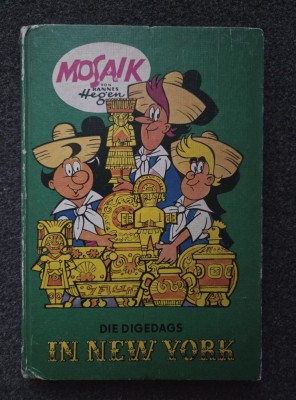 MOSAIK
VON
HANNES
Hegen
DIE DIGEDAGS
IN NEW YORK